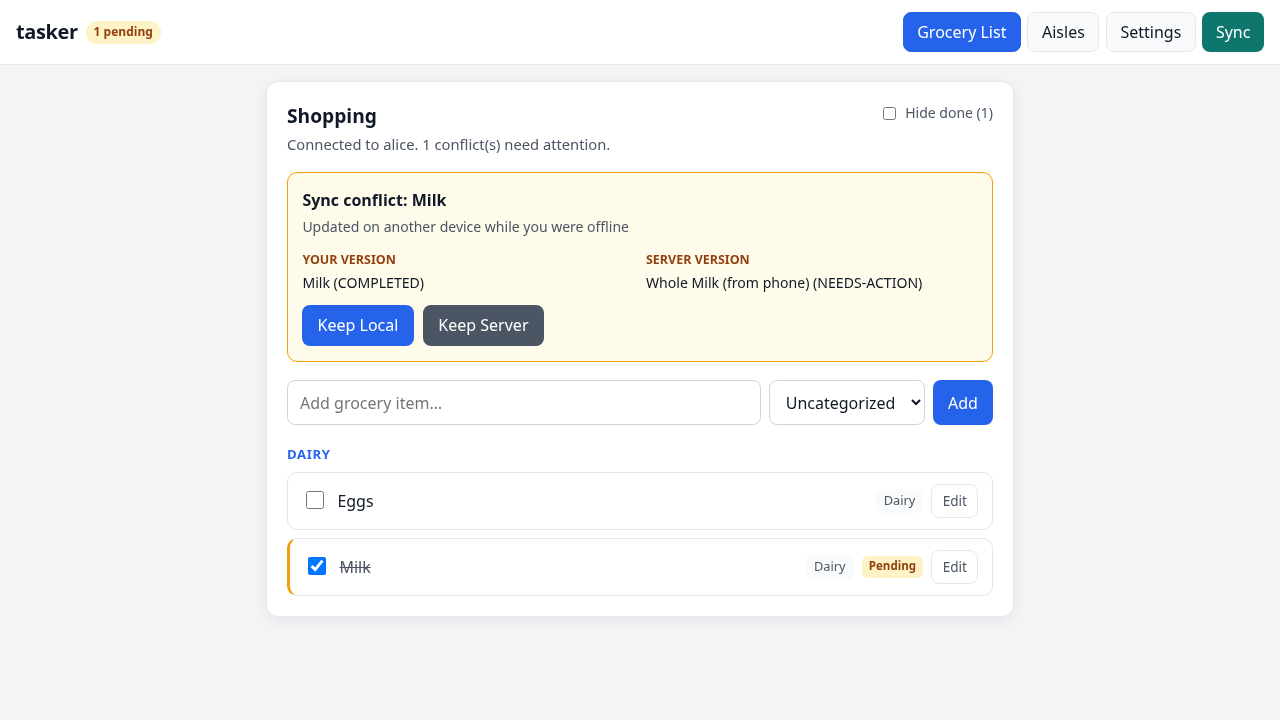 tasker 1 pending Grocery List Aisles Settings Sync
Shopping Hide done (1)
Connected to alice. 1 conflict(s) need attention.
Sync conflict: Milk
Updated on another device while you were offline
YOUR VERSION SERVER VERSION
Milk (COMPLETED) Whole Milk (from phone) (NEEDS-ACTION)
Keep Local Keep Server
Add grocery item... Uncategorized Add
DAIRY
Eggs Dairy Edit
Milk Dairy Pending Edit